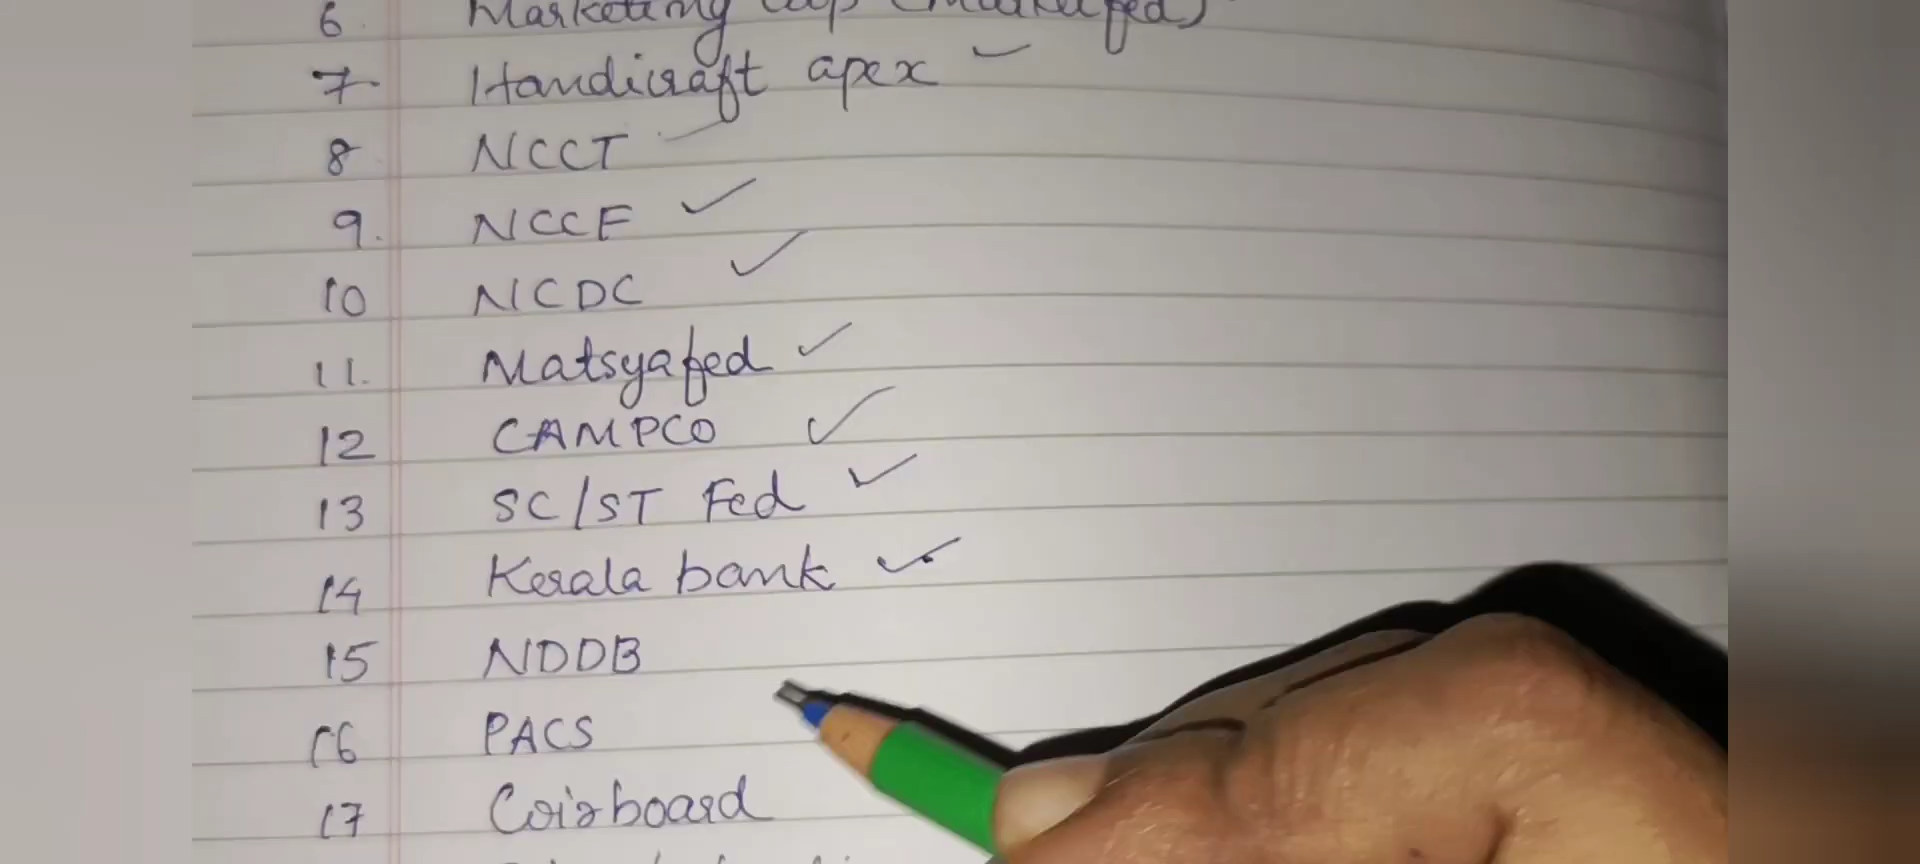 6. Marketing
7. Handicraft apex
8. NCCT
9. NCCF
10 NCDC
11. Matsyafed
12 CAMPCO
13 SC/ST Fed
14 Kerala bank
15 NDDB
16 PACS
17 Coirboard